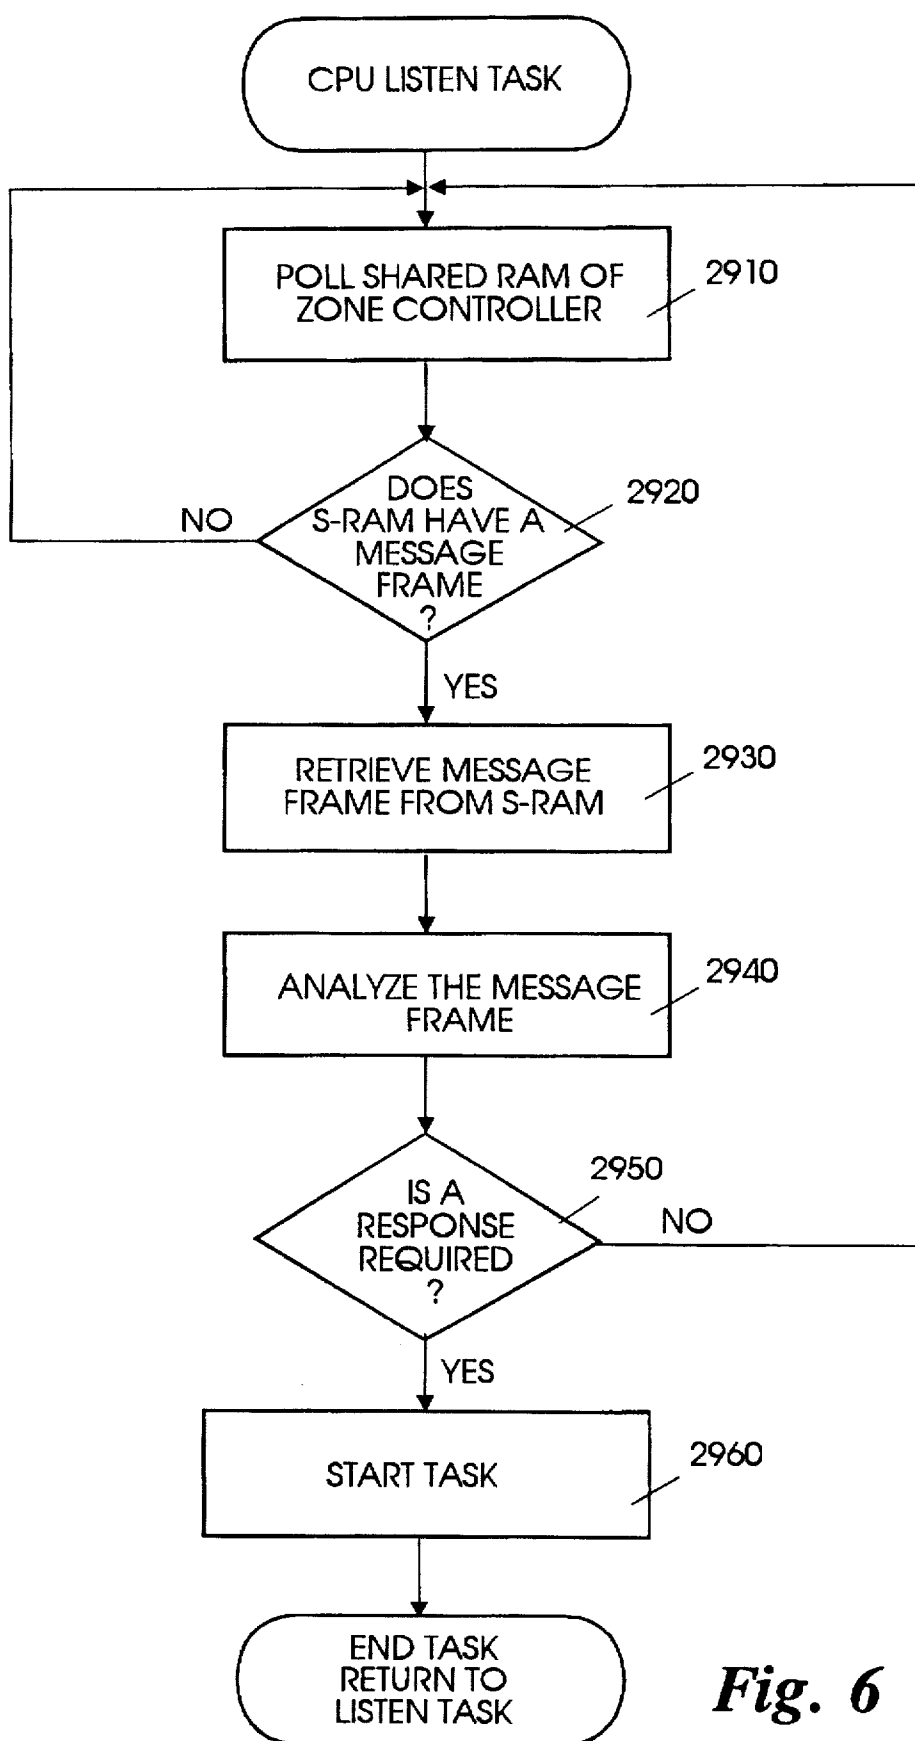 CPU LISTEN TASK
POLL SHARED RAM OF
ZONE CONTROLLER
2910
DOES
S-RAM HAVE A
MESSAGE
FRAME
?
2920
NO
YES
RETRIEVE MESSAGE
FRAME FROM S-RAM
2930
ANALYZE THE MESSAGE
FRAME
2940
IS A
RESPONSE
REQUIRED
?
2950
NO
YES
START TASK
2960
END TASK
RETURN TO
LISTEN TASK
Fig. 6